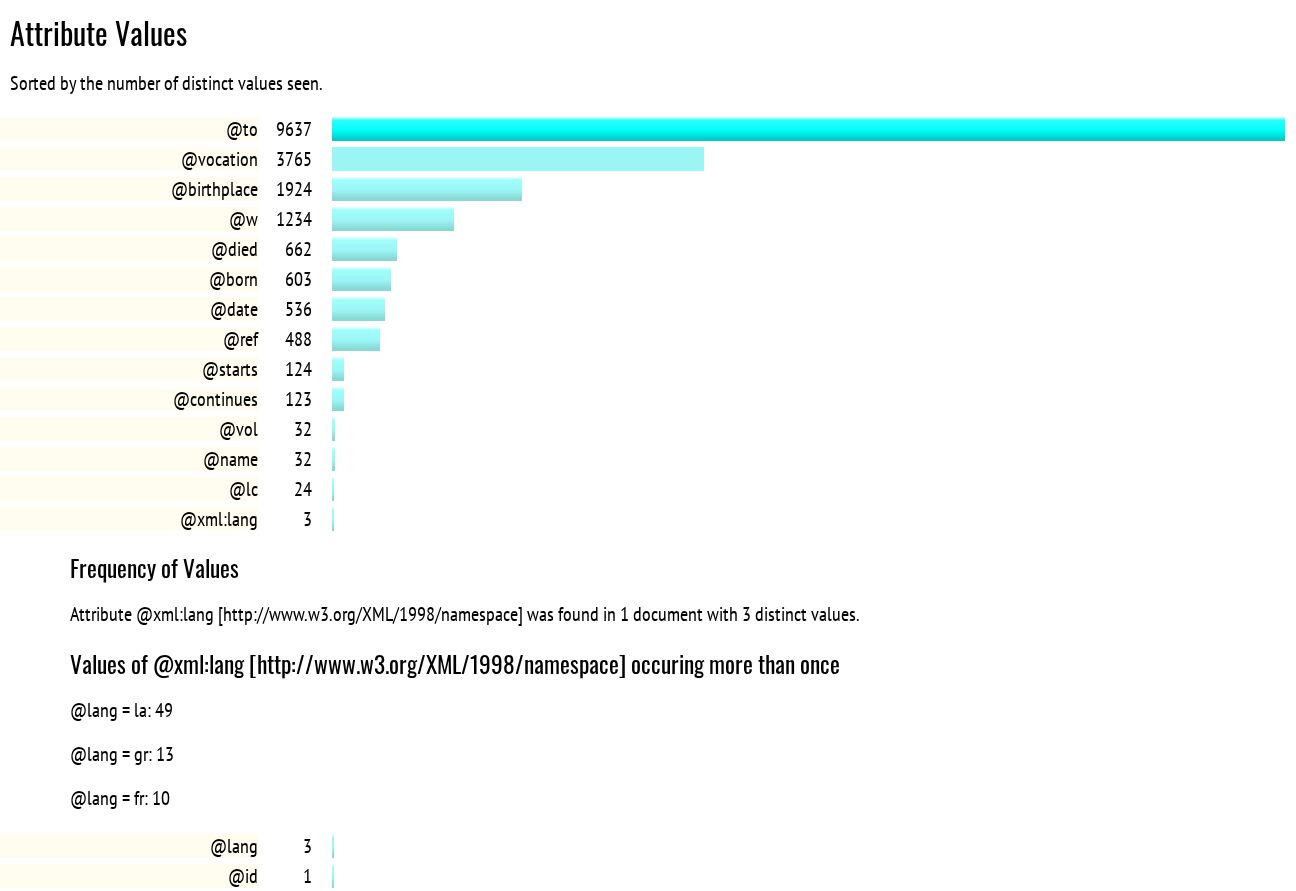 Attribute Values
Sorted by the number of distinct values seen.
@to 9637
@vocation 3765
@birthplace 1924
@w 1234
@died 662
@born 603
@date 536
@ref 488
@starts 124
@continues 123
@vol 32
@name 32
@lc 24
@xml:lang 3
Frequency of Values
Attribute @xml:lang [http://www.w3.org/XML/1998/namespace] was found in 1 document with 3 distinct values.
Values of @xml:lang [http://www.w3.org/XML/1998/namespace] occuring more than once
@lang = la: 49
@lang = gr: 13
@lang = fr: 10
@lang 3
@id 1